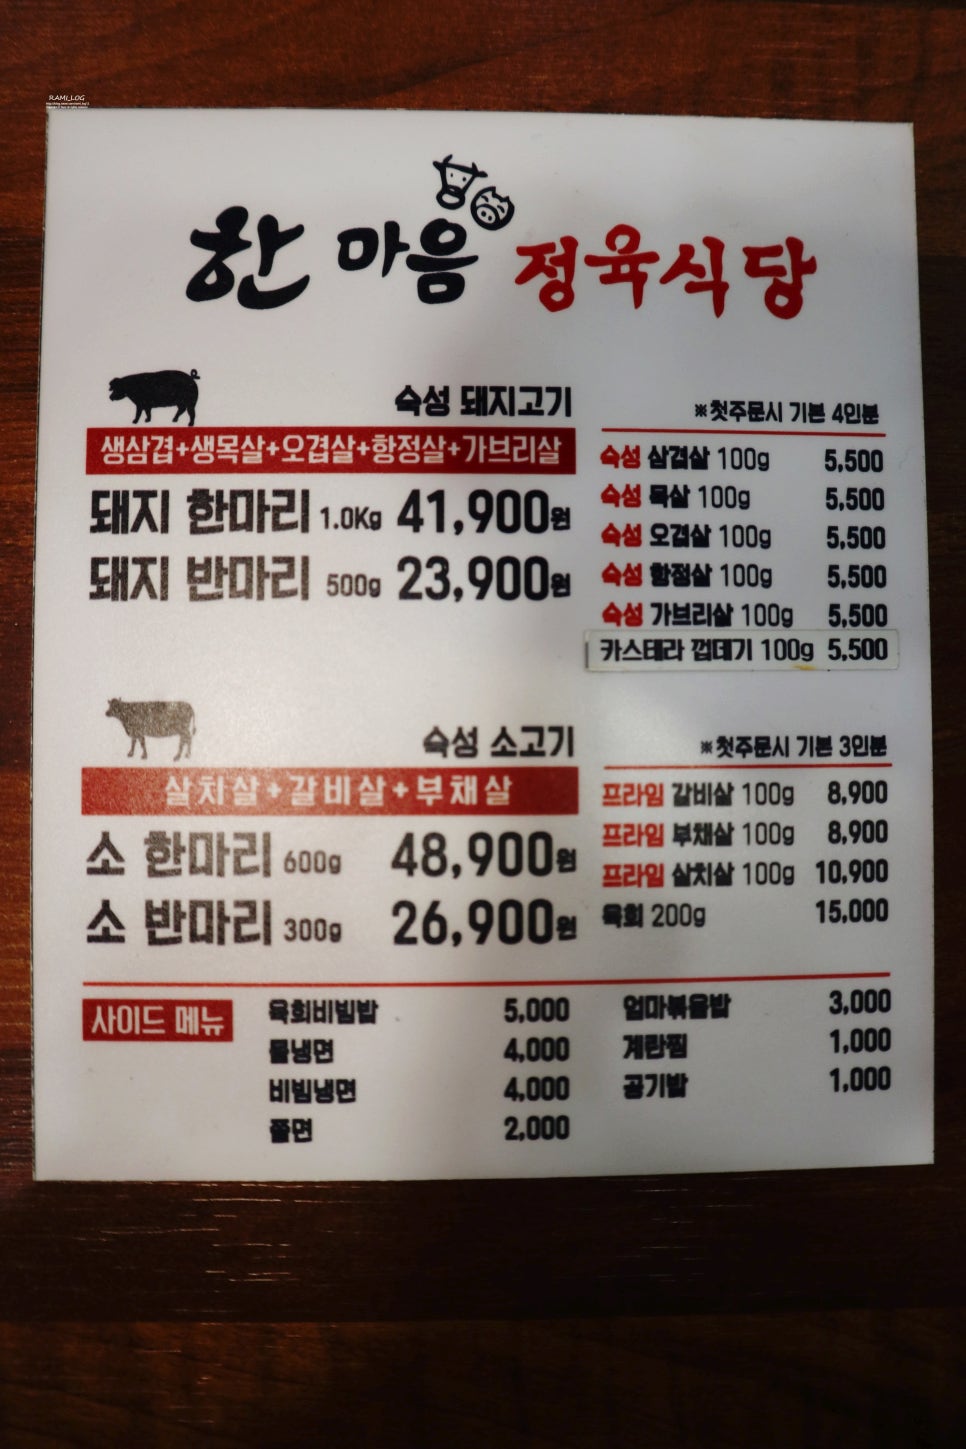 RAMI_LOG
한 마음 정육식당
숙성 돼지고기
생삼겹+생목살+오겹살+항정살+가브리살
돼지 한마리 1.0Kg 41,900원
돼지 반마리 500g 23,900원
※첫주문시 기본 4인분
숙성 삼겹살 100g 5,500
숙성 목살 100g 5,500
숙성 오겹살 100g 5,500
숙성 항정살 100g 5,500
숙성 가브리살 100g 5,500
카스테라 껍데기 100g 5,500
숙성 소고기
살치살+갈비살+부채살
소 한마리 600g 48,900원
소 반마리 300g 26,900원
※첫주문시 기본 3인분
프라임 갈비살 100g 8,900
프라임 부채살 100g 8,900
프라임 살치살 100g 10,900
육회 200g 15,000
사이드 메뉴
육회비빔밥 5,000
물냉면 4,000
비빔냉면 4,000
쫄면 2,000
엄마볶음밥 3,000
계란찜 1,000
공기밥 1,000